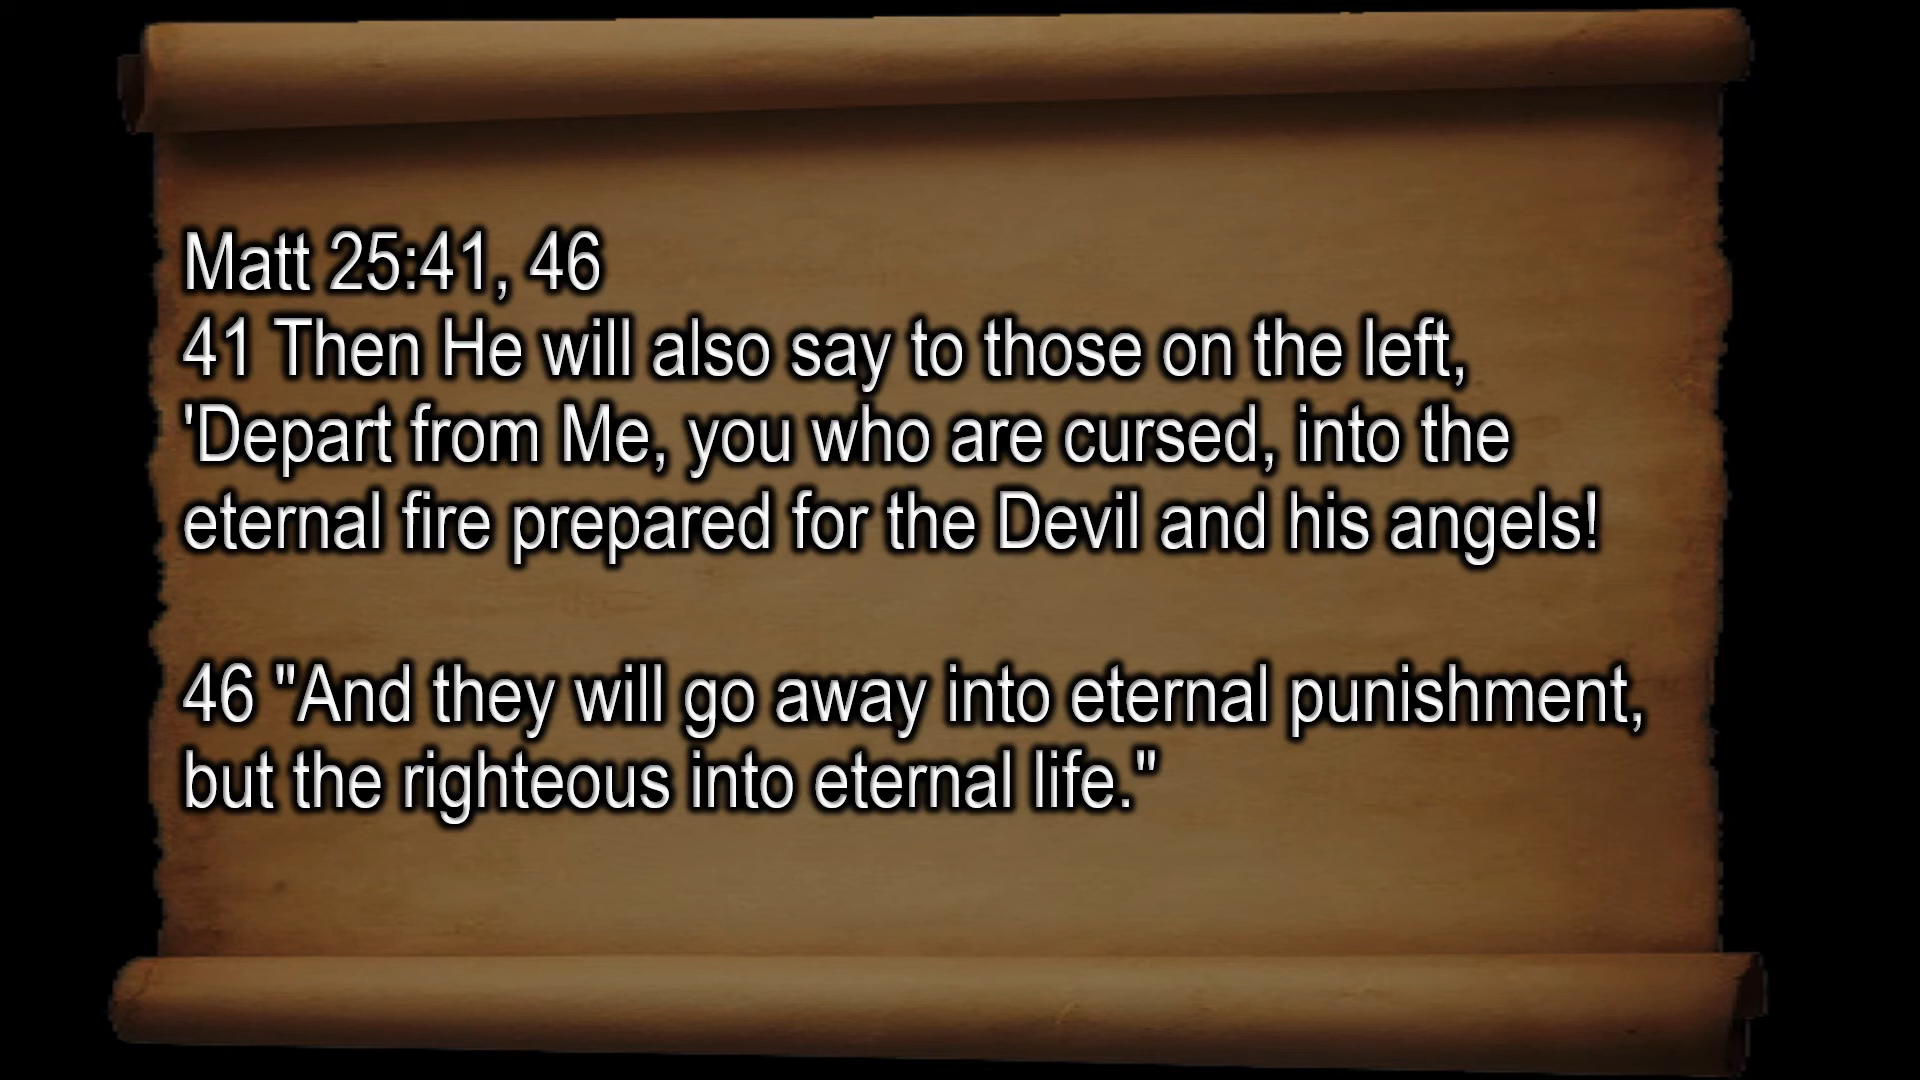 Matt 25:41, 46
41 Then He will also say to those on the left,
'Depart from Me, you who are cursed, into the
eternal fire prepared for the Devil and his angels!
46 "And they will go away into eternal punishment,
but the righteous into eternal life."